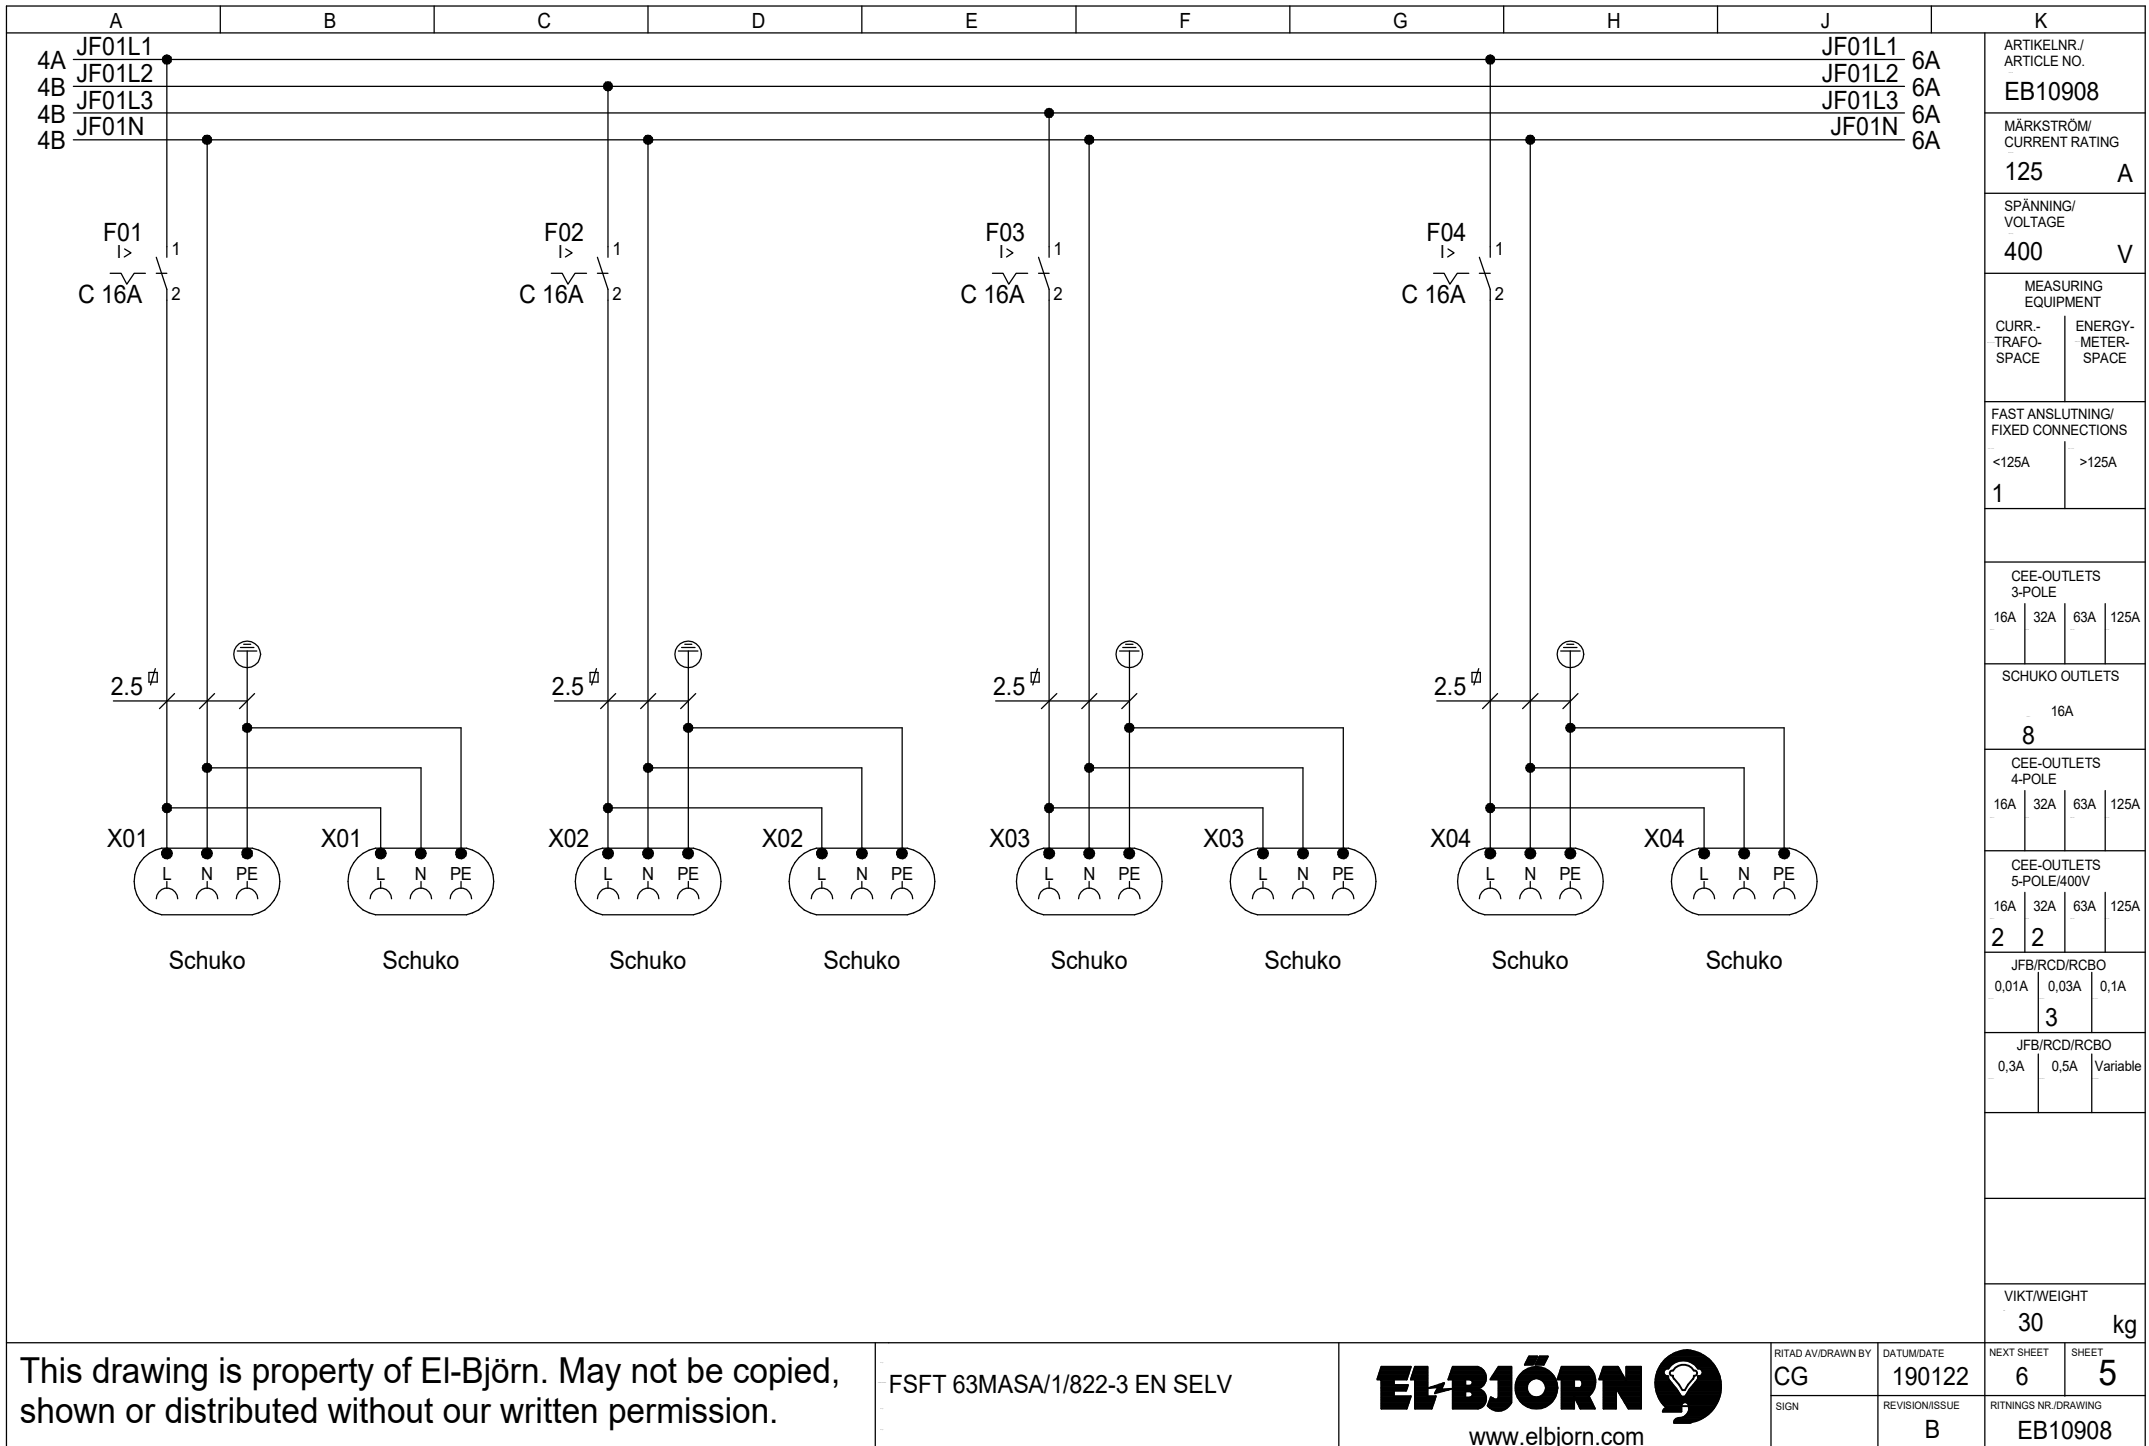 A B C D E F G H J K
4A JF01L1 JF01L1 6A
4B JF01L2 JF01L2 6A
4B JF01L3 JF01L3 6A
4B JF01N JF01N 6A
F01 F02 F03 F04
I> 1 I> 1 I> 1 I> 1
C 16A 2 C 16A 2 C 16A 2 C 16A 2
2.5 2.5 2.5 2.5
X01 X01 X02 X02 X03 X03 X04 X04
L N PE L N PE L N PE L N PE L N PE L N PE L N PE L N PE
Schuko Schuko Schuko Schuko Schuko Schuko Schuko Schuko
ARTIKELNR./
ARTICLE NO.
EB10908
MÄRKSTRÖM/
CURRENT RATING
125 A
SPÄNNING/
VOLTAGE
400 V
MEASURING
EQUIPMENT
CURR.-
TRAFO-
SPACE
ENERGY-
METER-
SPACE
FAST ANSLUTNING/
FIXED CONNECTIONS
<125A >125A
1
CEE-OUTLETS
3-POLE
16A 32A 63A 125A
SCHUKO OUTLETS
16A
8
CEE-OUTLETS
4-POLE
16A 32A 63A 125A
CEE-OUTLETS
5-POLE/400V
16A 32A 63A 125A
2 2
JFB/RCD/RCBO
0,01A 0,03A 0,1A
3
JFB/RCD/RCBO
0,3A 0,5A Variable
VIKT/WEIGHT
30 kg
This drawing is property of El-Björn. May not be copied,
shown or distributed without our written permission.
FSFT 63MASA/1/822-3 EN SELV
EL-BJÖRN
www.elbjorn.com
RITAD AV/DRAWN BY
CG
DATUM/DATE
190122
NEXT SHEET
6
SHEET
5
SIGN
REVISION/ISSUE
B
RITNINGS NR./DRAWING
EB10908